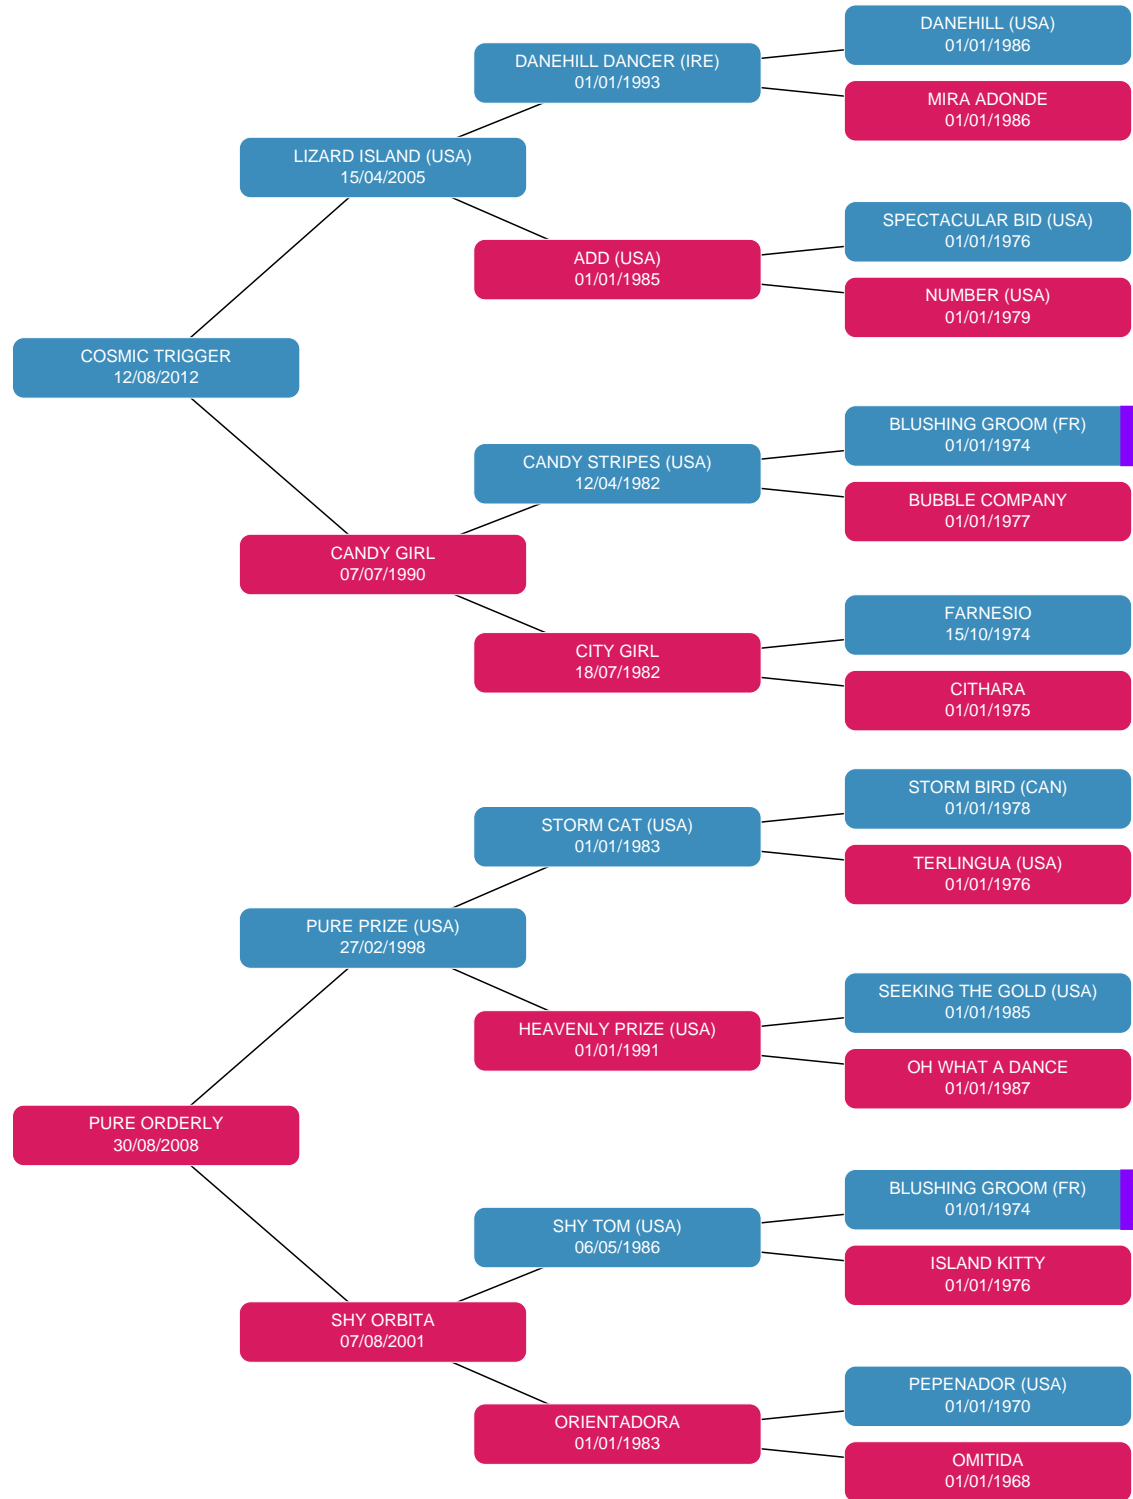 DANEHILL (USA)
01/01/1986
DANEHILL DANCER (IRE)
01/01/1993
MIRA ADONDE
01/01/1986
LIZARD ISLAND (USA)
15/04/2005
SPECTACULAR BID (USA)
01/01/1976
ADD (USA)
01/01/1985
NUMBER (USA)
01/01/1979
COSMIC TRIGGER
12/08/2012
BLUSHING GROOM (FR)
01/01/1974
CANDY STRIPES (USA)
12/04/1982
BUBBLE COMPANY
01/01/1977
CANDY GIRL
07/07/1990
FARNESIO
15/10/1974
CITY GIRL
18/07/1982
CITHARA
01/01/1975
STORM BIRD (CAN)
01/01/1978
STORM CAT (USA)
01/01/1983
TERLINGUA (USA)
01/01/1976
PURE PRIZE (USA)
27/02/1998
SEEKING THE GOLD (USA)
01/01/1985
HEAVENLY PRIZE (USA)
01/01/1991
OH WHAT A DANCE
01/01/1987
PURE ORDERLY
30/08/2008
BLUSHING GROOM (FR)
01/01/1974
SHY TOM (USA)
06/05/1986
ISLAND KITTY
01/01/1976
SHY ORBITA
07/08/2001
PEPENADOR (USA)
01/01/1970
ORIENTADORA
01/01/1983
OMITIDA
01/01/1968